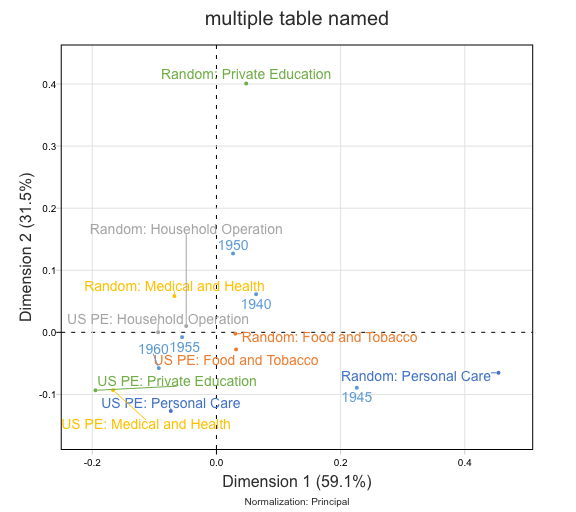 multiple table named
Random: Private Education
0.4
0.3
Dimension 2 (31.5%)
0.2
Random: Household Operation
1950
0.1
Random: Medical and Health
1940
US PE: Household Operation
0.0
Random: Food and Tobacco
1960
1955
US PE: Food and Tobacco
Random: Personal Care
US PE: Private Education
-0.1
1945
US PE: Personal Care
US PE: Medical and Health
-0.2
0.0
0.2
0.4
Dimension 1 (59.1%)
Normalization: Principal